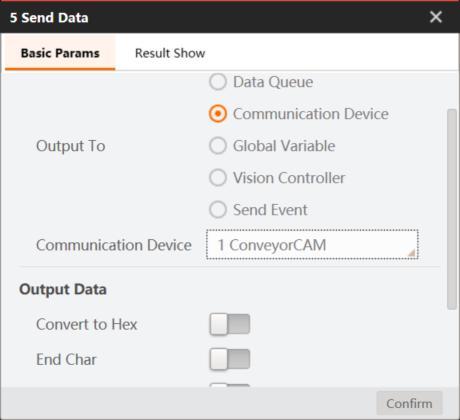 5 Send Data
Basic Params
Result Show
Data Queue
Communication Device
Output To
Global Variable
Vision Controller
Send Event
Communication Device
1 ConveyorCAM
Output Data
Convert to Hex
End Char
Confirm